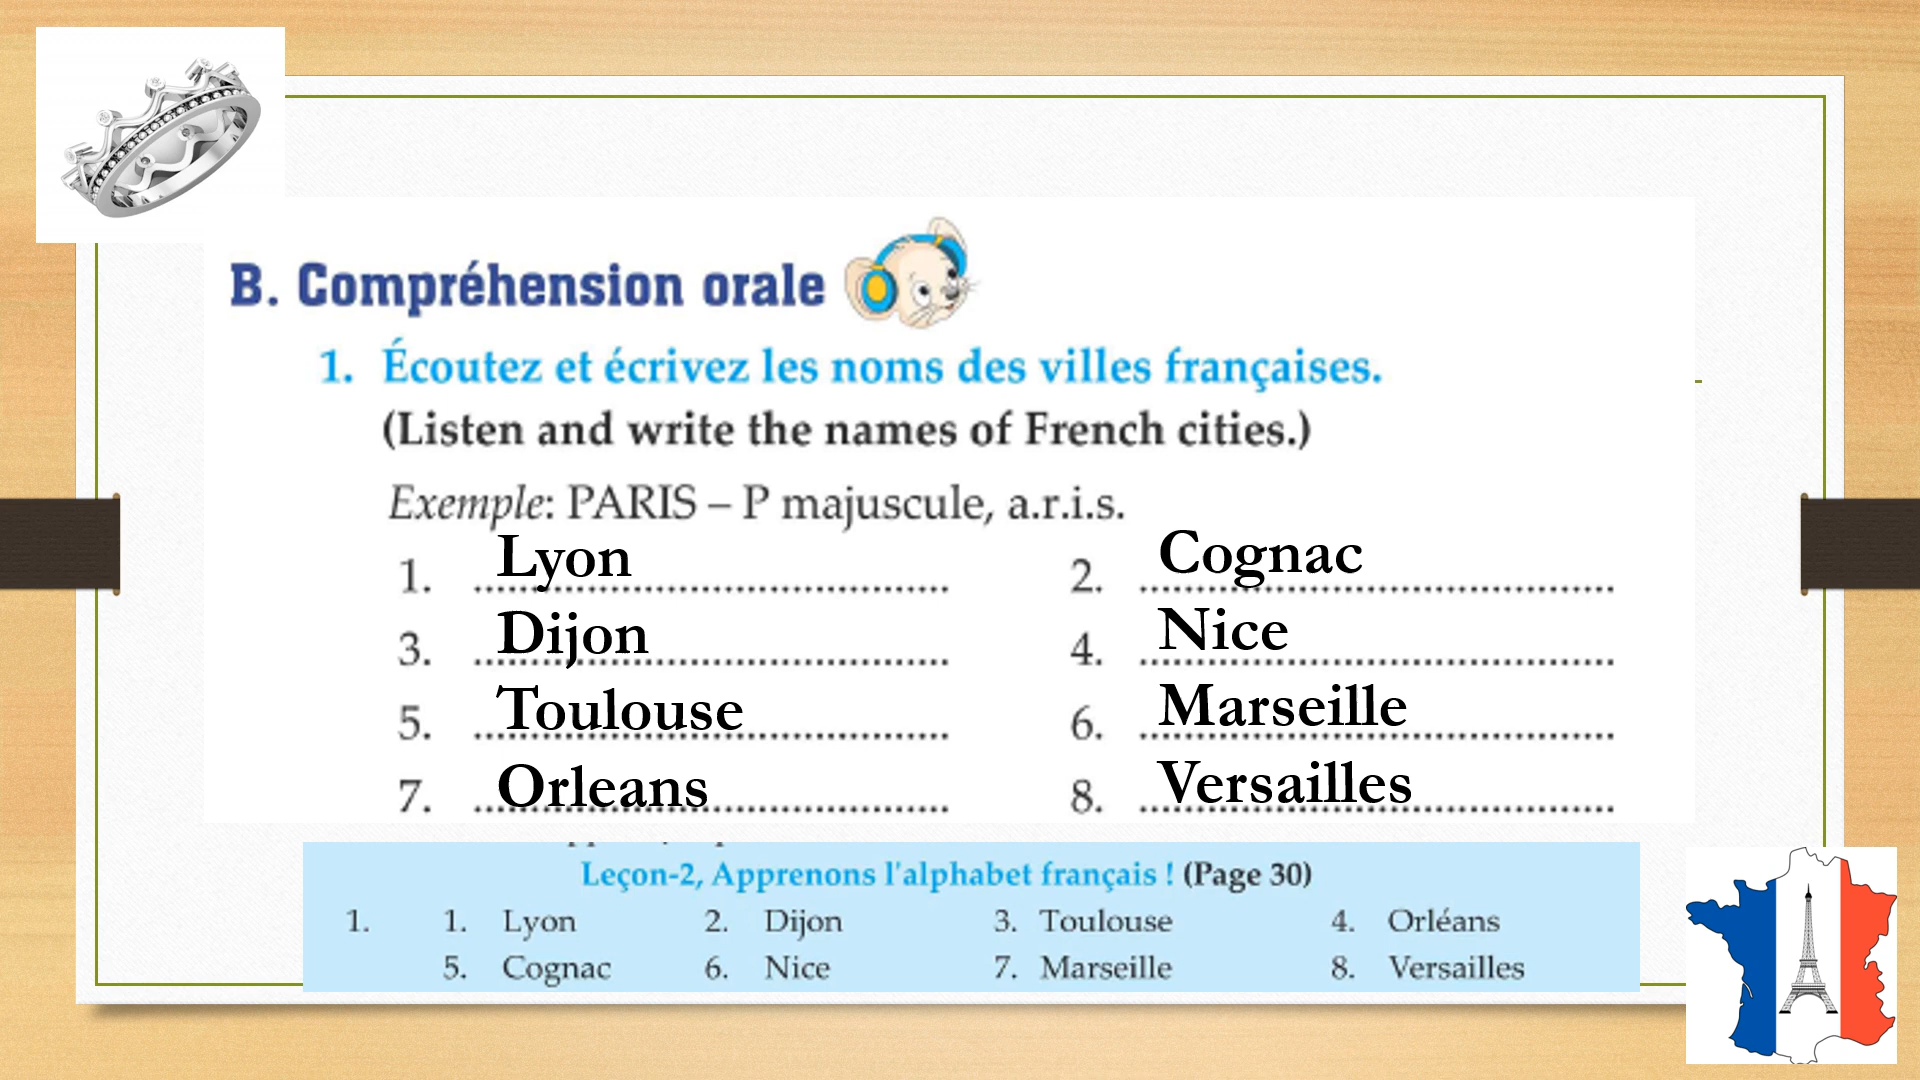 B. Compréhension orale
1. Écoutez et écrivez les noms des villes françaises.
(Listen and write the names of French cities.)
Exemple: PARIS – P majuscule, a.r.i.s.
1. Lyon 2. Cognac
3. Dijon 4. Nice
5. Toulouse 6. Marseille
7. Orleans 8. Versailles
Leçon-2, Apprenons l'alphabet français ! (Page 30)
1. 1. Lyon 2. Dijon 3. Toulouse 4. Orléans
5. Cognac 6. Nice 7. Marseille 8. Versailles